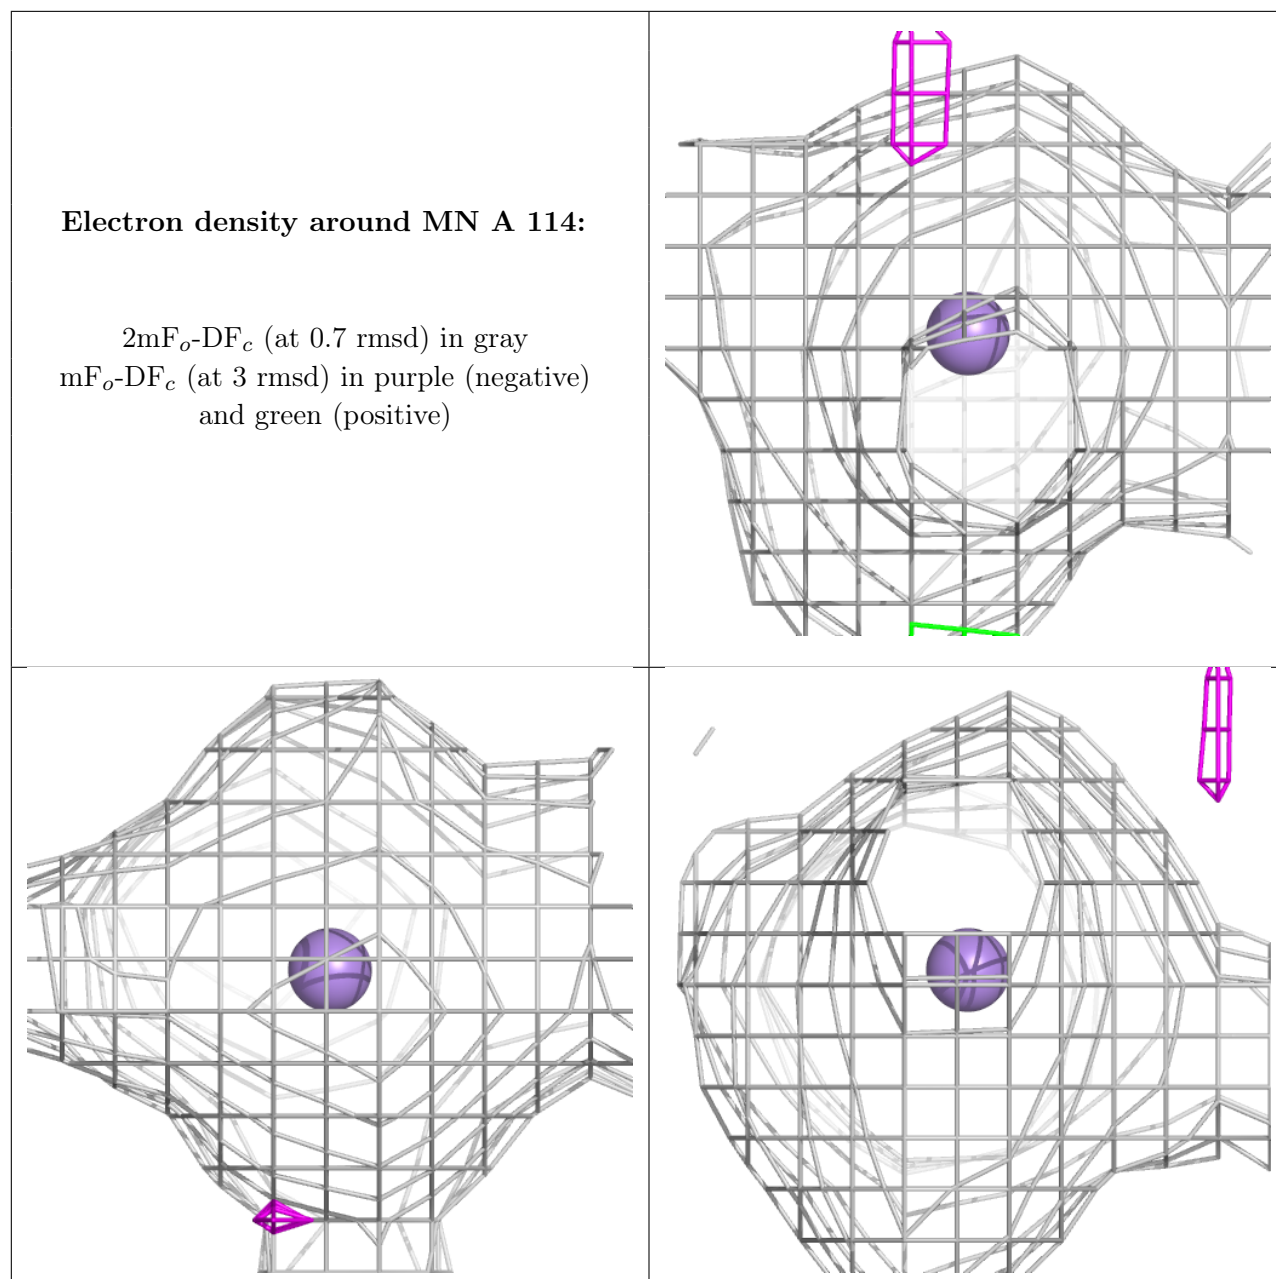 Electron density around MN A 114:
2mFo-DFc (at 0.7 rmsd) in gray
mFo-DFc (at 3 rmsd) in purple (negative)
and green (positive)